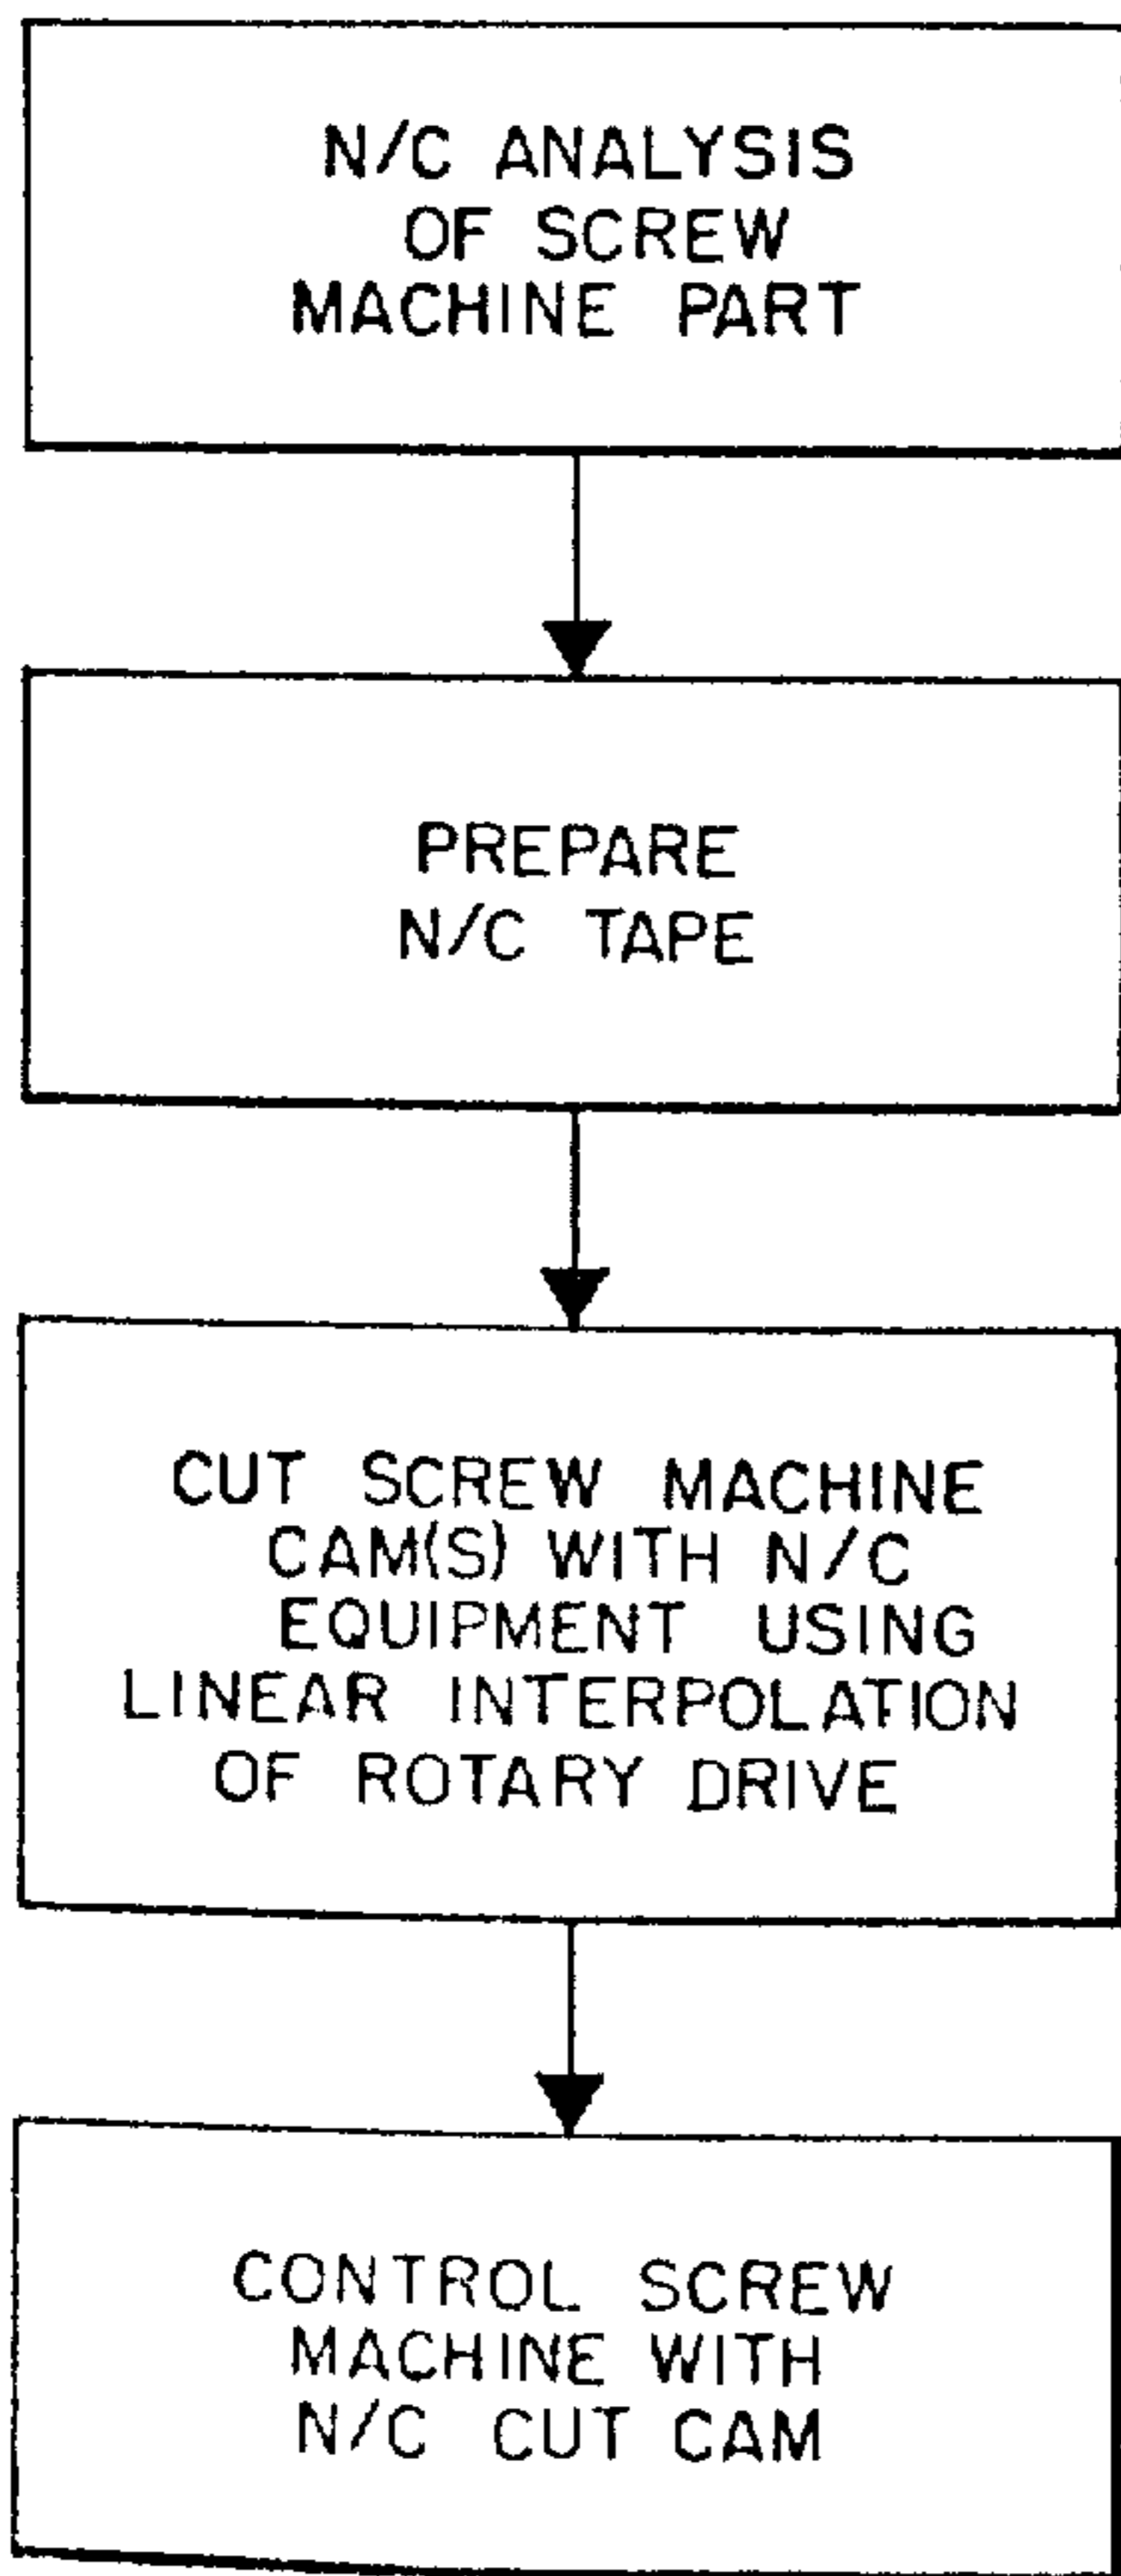 N/C ANALYSIS
OF SCREW
MACHINE PART
PREPARE
N/C TAPE
CUT SCREW MACHINE
CAM(S) WITH N/C
EQUIPMENT USING
LINEAR INTERPOLATION
OF ROTARY DRIVE
CONTROL SCREW
MACHINE WITH
N/C CUT CAM